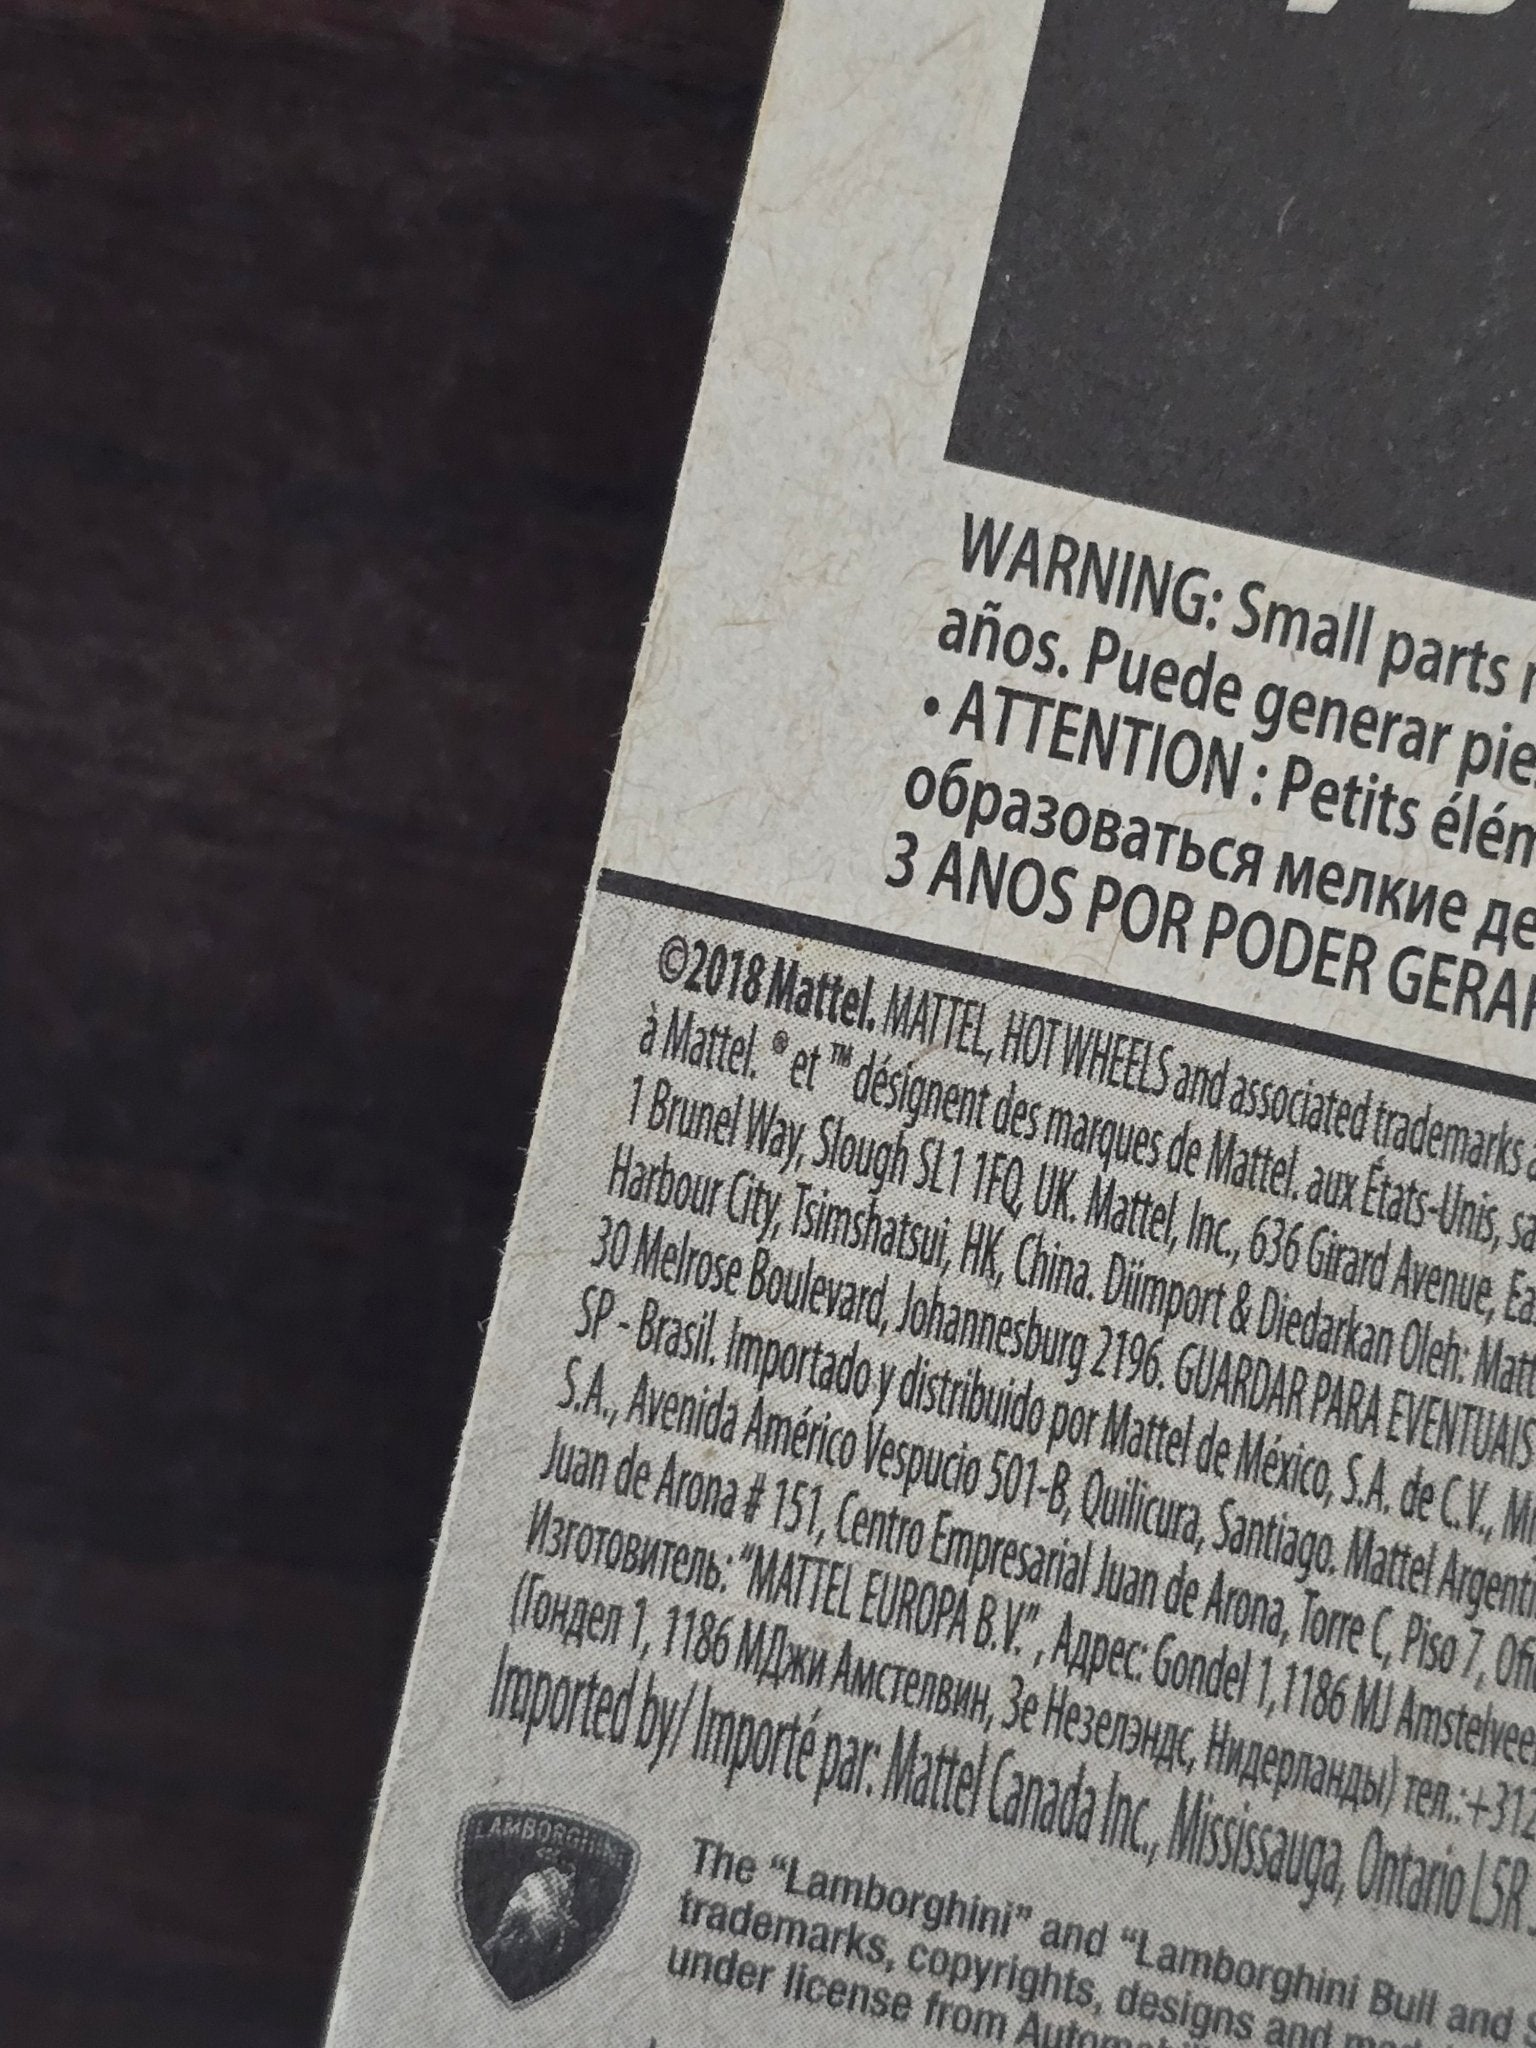 WARNING: Small parts
años. Puede generar
• ATTENTION : Petits
образоваться мелкие
3 ANOS POR PODER
©2018 Mattel. MATTEL, HOT WHEELS and associated trademarks
à Mattel. ® et ™ désignent des marques de Mattel. aux États-Unis,
1 Brunel Way, Slough SL1 1FQ, UK. Mattel, Inc., 636 Girard Avenue,
Harbour City, Tsimshatsui, HK, China. Diimport & Diedarkan Oleh:
30 Melrose Boulevard, Johannesburg 2196. GUARDAR PARA EVENTUAIS
SP - Brasil. Importado y distribuido por Mattel de México, S.A. de C.V.,
S.A., Avenida Américo Vespucio 501-B, Quilicura, Santiago. Mattel
Juan de Arona # 151, Centro Empresarial Juan de Arona, Torre C, Piso 7,
Изготовитель: “MATTEL EUROPA B.V.”, Адрес: Gondel 1, 1186 MJ
(Гондел 1, 1186 МДжи Амстелвин, Зе Незелэндс, Нидерланды) тел.:
Imported by/ Importé par: Mattel Canada Inc., Mississauga, Ontario L5R
LAMBORGHINI
The “Lamborghini” and “Lamborghini Bull and
trademarks, copyrights, designs and
under license from